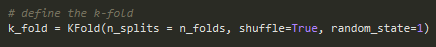 # define the k-fold
k_fold = KFold(n_splits = n_folds, shuffle=True, random_state=1)